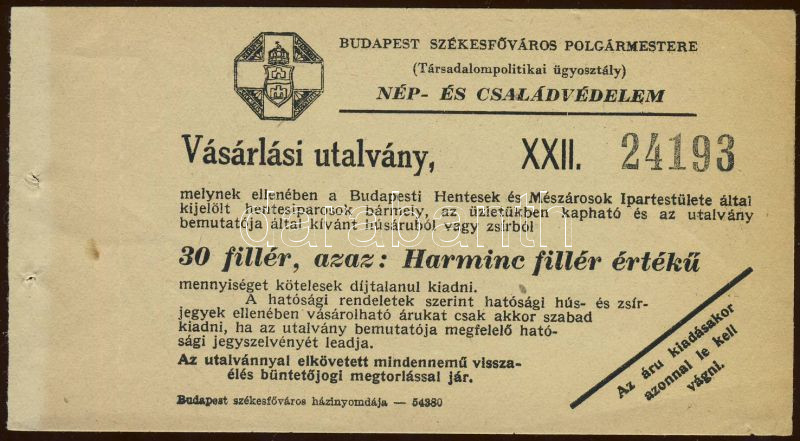 BUDAPEST SZÉKESFŐVÁROS POLGÁRMESTERE
(Társadalompolitikai ügyosztály)
NÉP- ÉS CSALÁDVÉDELEM
Vásárlási utalvány, XXII. 24193
melynek ellenében a Budapesti Hentesek és Mészárosok Ipartestülete által
kijelölt hentesiparosok bármely, az üzletükben kapható és az utalvány
bemutatója által kívánt húsáruból vagy zsírból
30 fillér, azaz: Harminc fillér értékű
mennyiséget kötelesek díjtalanul kiadni.
A hatósági rendeletek szerint hatósági hús- és zsír-
jegyek ellenében vásárolható árukat csak akkor szabad
kiadni, ha az utalvány bemutatója megfelelő ható-
sági jegyszelvényét leadja.
Az utalvánnyal elkövetett mindennemű vissza-
élés büntetőjogi megtorlással jár.
Budapest székesfőváros házinyomdája — 54380
Az áru kiadásakor
azonnal le kell
vágni.
darabanth